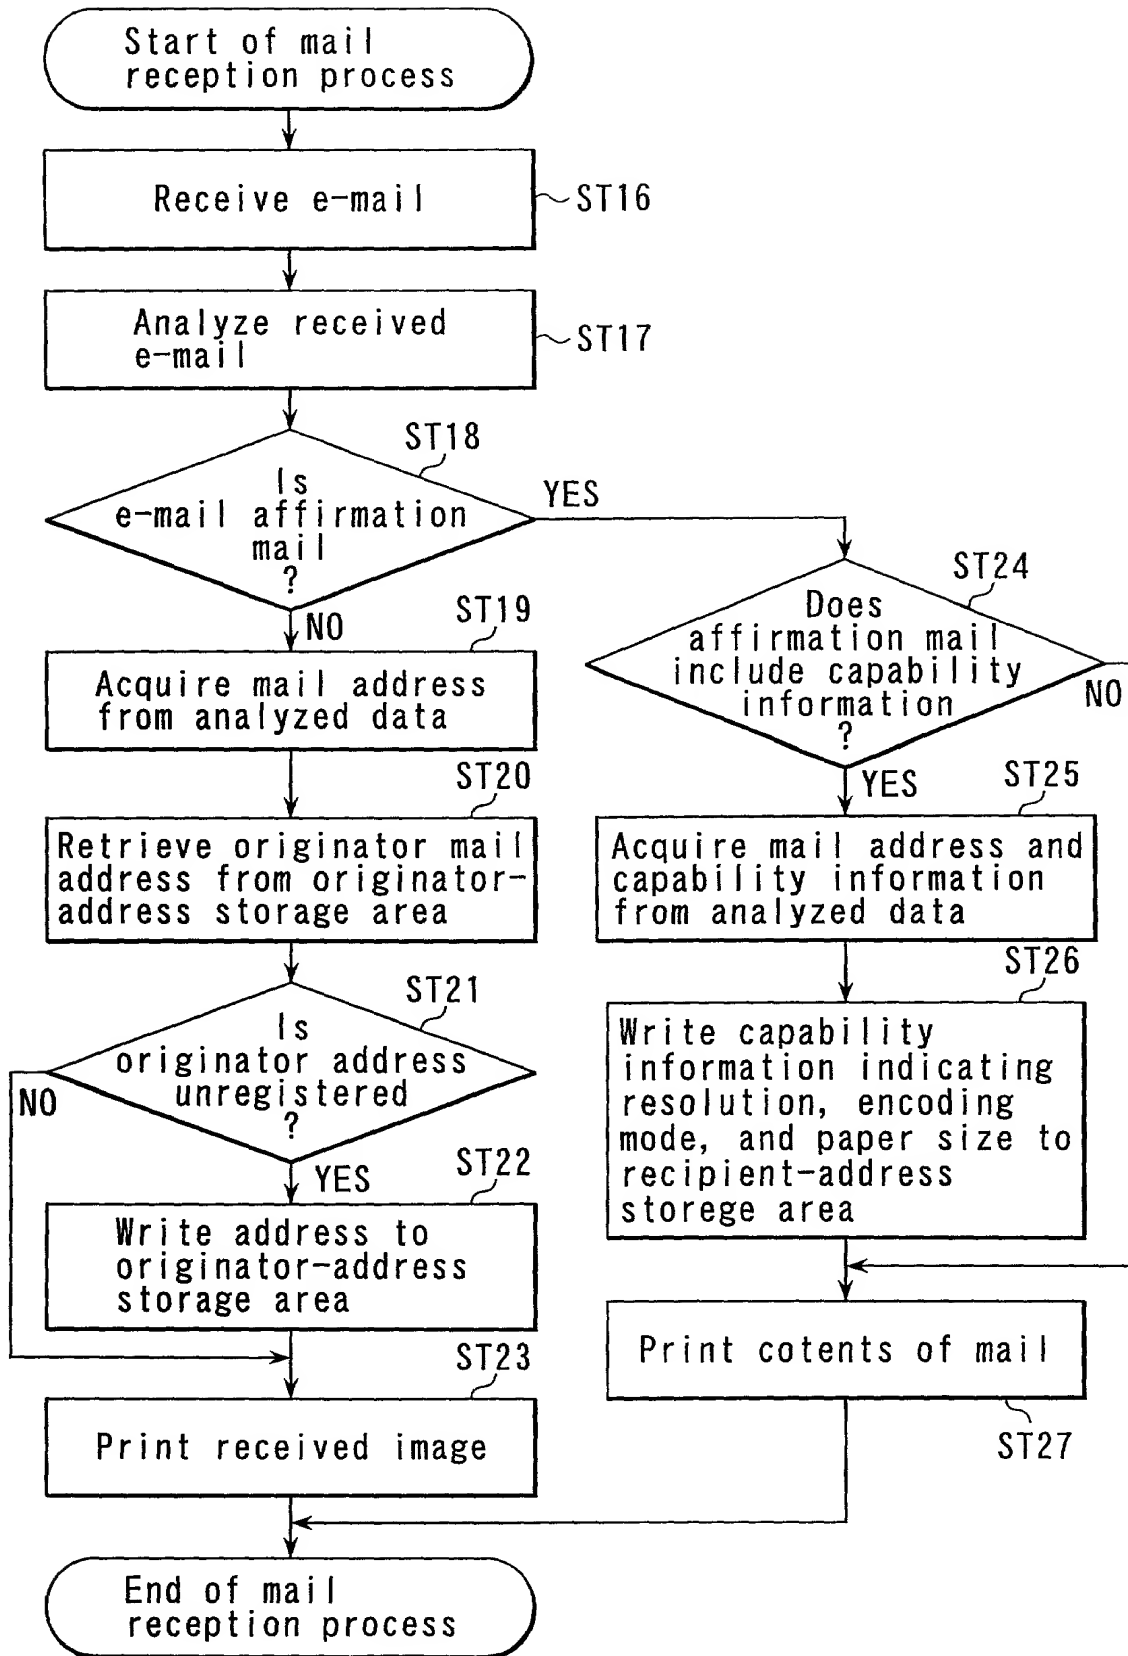 Start of mail
reception process
Receive e-mail
ST16
Analyze received
e-mail
ST17
ST18
Is
e-mail affirmation
mail
?
YES
NO
ST19
Acquire mail address
from analyzed data
ST20
Retrieve originator mail
address from originator-
address storage area
ST21
Is
originator address
unregistered
?
NO
YES
ST22
Write address to
originator-address
storage area
ST23
Print received image
ST24
Does
affirmation mail
include capability
information
?
NO
YES
ST25
Acquire mail address and
capability information
from analyzed data
ST26
Write capability
information indicating
resolution, encoding
mode, and paper size to
recipient-address
storege area
Print cotents of mail
ST27
End of mail
reception process